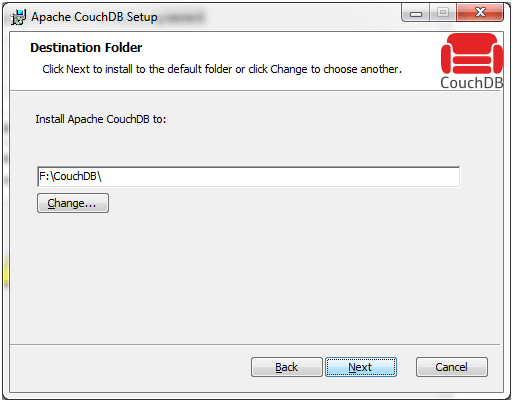 Apache CouchDB Setup
Destination Folder
Click Next to install to the default folder or click Change to choose another.
CouchDB
Install Apache CouchDB to:
F:\CouchDB\
Change...
Back
Next
Cancel